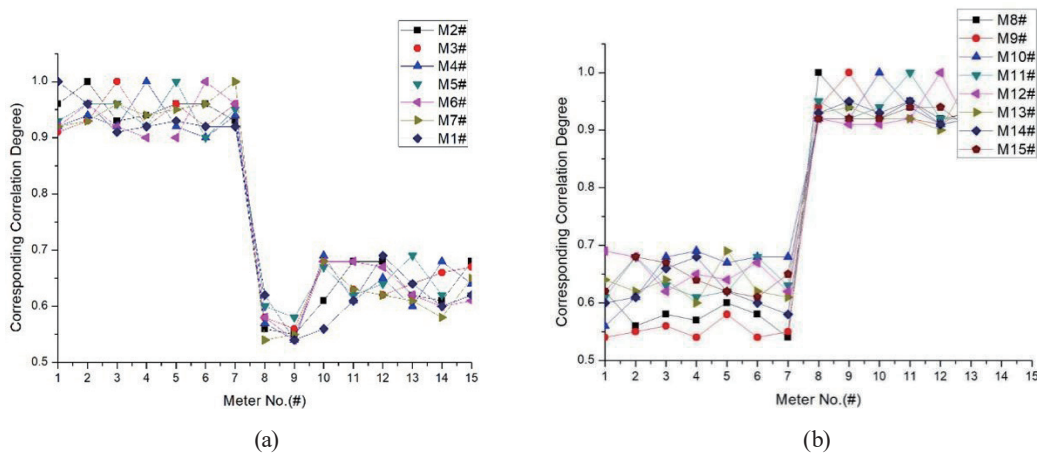 M2#
M3#
M4#
M5#
M6#
M7#
M1#
1.0
0.9
0.8
0.7
0.6
0.5
Corresponding Correlation Degree
1 2 3 4 5 6 7 8 9 10 11 12 13 14 15
Meter No.(#)
(a)
M8#
M9#
M10#
M11#
M12#
M13#
M14#
M15#
1.0
0.9
0.8
0.7
0.6
0.5
Corresponding Correlation Degree
1 2 3 4 5 6 7 8 9 10 11 12 13 14 15
Meter No.(#)
(b)